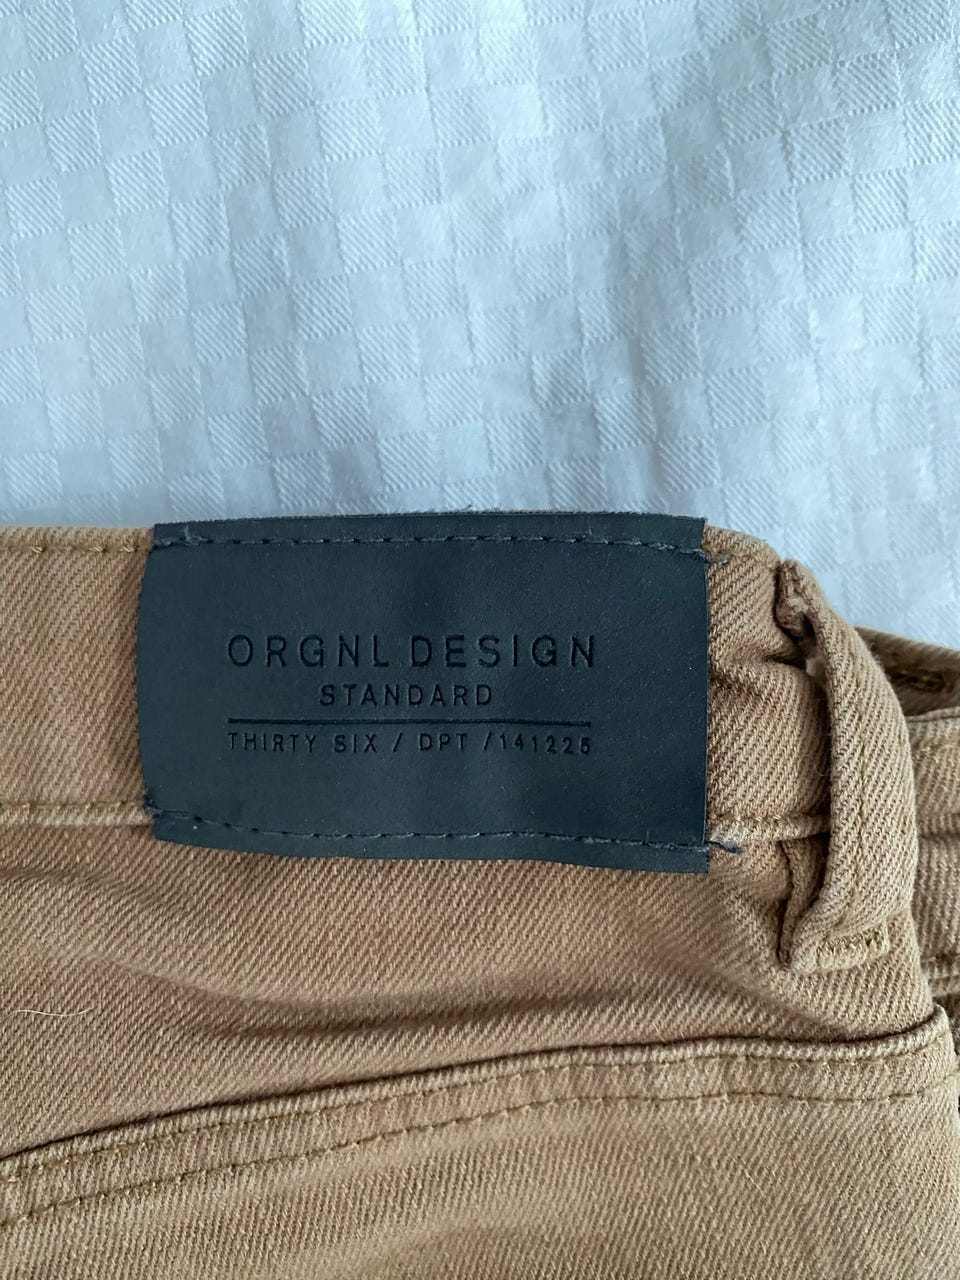 ORGNL DESIGN
STANDARD
THIRTY SIX / DPT /141225